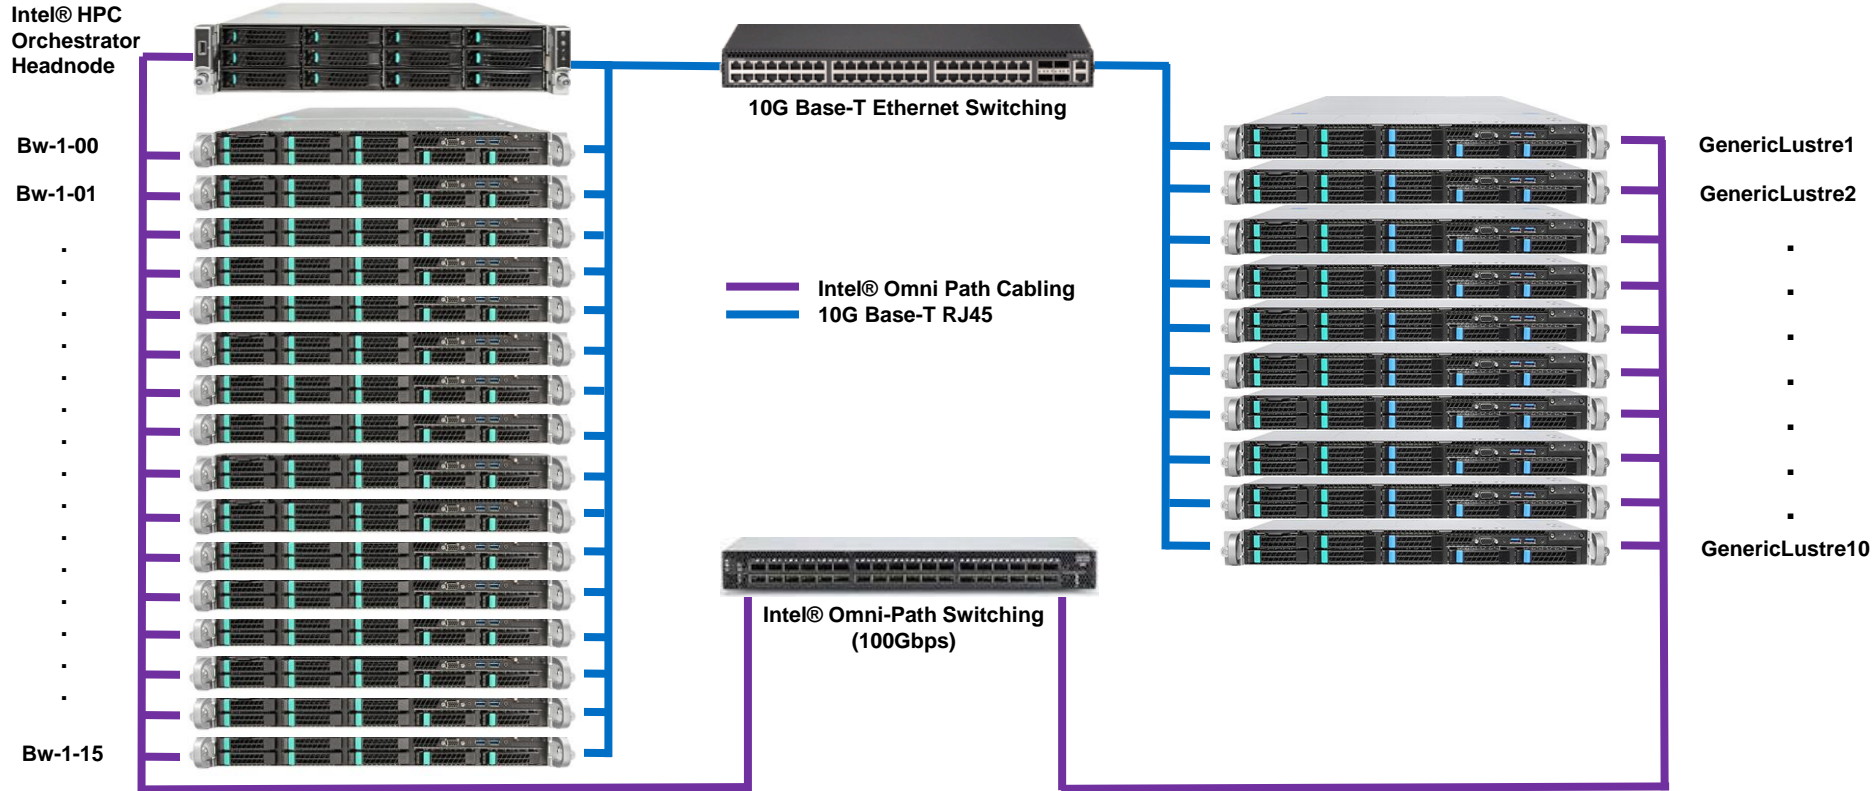 Intel® HPC
Orchestrator
Headnode
10G Base-T Ethernet Switching
Bw-1-00
GenericLustre1
Bw-1-01
GenericLustre2
Intel® Omni Path Cabling
10G Base-T RJ45
GenericLustre10
Intel® Omni-Path Switching
(100Gbps)
Bw-1-15